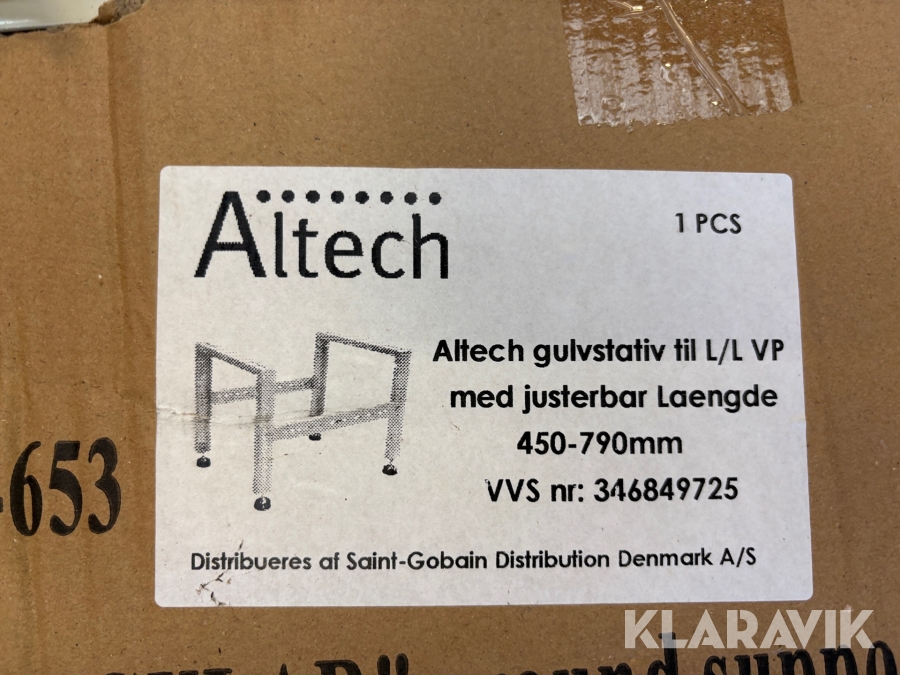 Altech
1 PCS
Altech gulvstativ til L/L VP
med justerbar Laengde
450-790mm
VVS nr: 346849725
-653
Distribueres af Saint-Gobain Distribution Denmark A/S
KLARAVIK